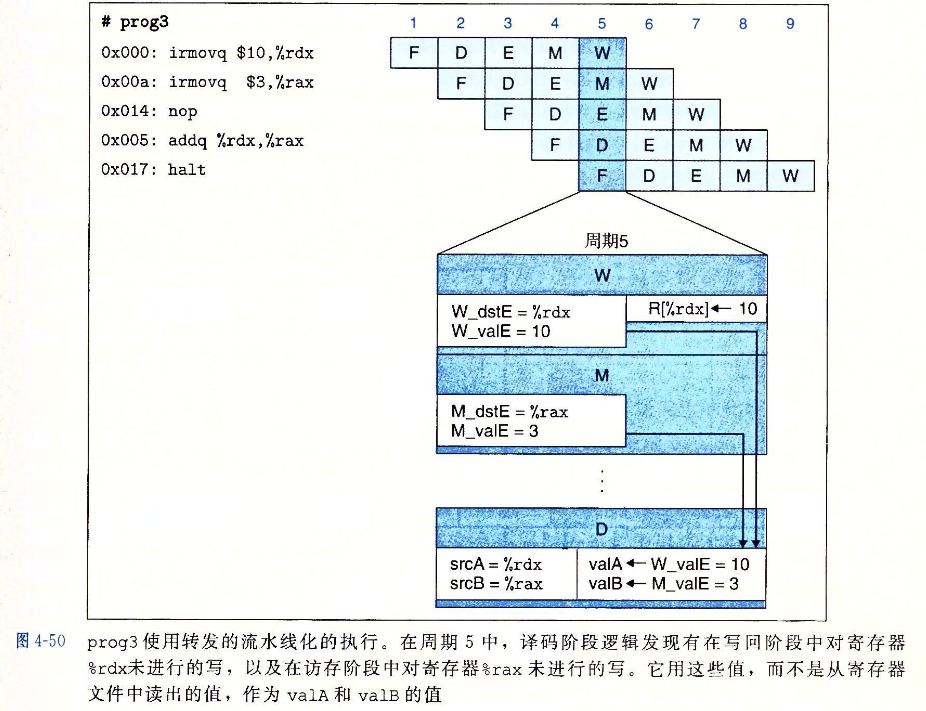 # prog3
1 2 3 4 5 6 7 8 9
0x000: irmovq $10,%rdx F D E M W
0x00a: irmovq $3,%rax F D E M W
0x014: nop F D E M W
0x005: addq %rdx,%rax F D E M W
0x017: halt F D E M W
周期5
W
W_dstE = %rdx R[%rdx]← 10
W_valE = 10
M
M_dstE = %rax
M_valE = 3
⋮
D
srcA = %rdx valA ← W_valE = 10
srcB = %rax valB ← M_valE = 3
图 4-50 prog3 使用转发的流水线化的执行。在周期 5 中，译码阶段逻辑发现有在写回阶段中对寄存器
%rdx未进行的写，以及在访存阶段中对寄存器%rax 未进行的写。它用这些值，而不是从寄存器
文件中读出的值，作为 valA 和 valB 的值